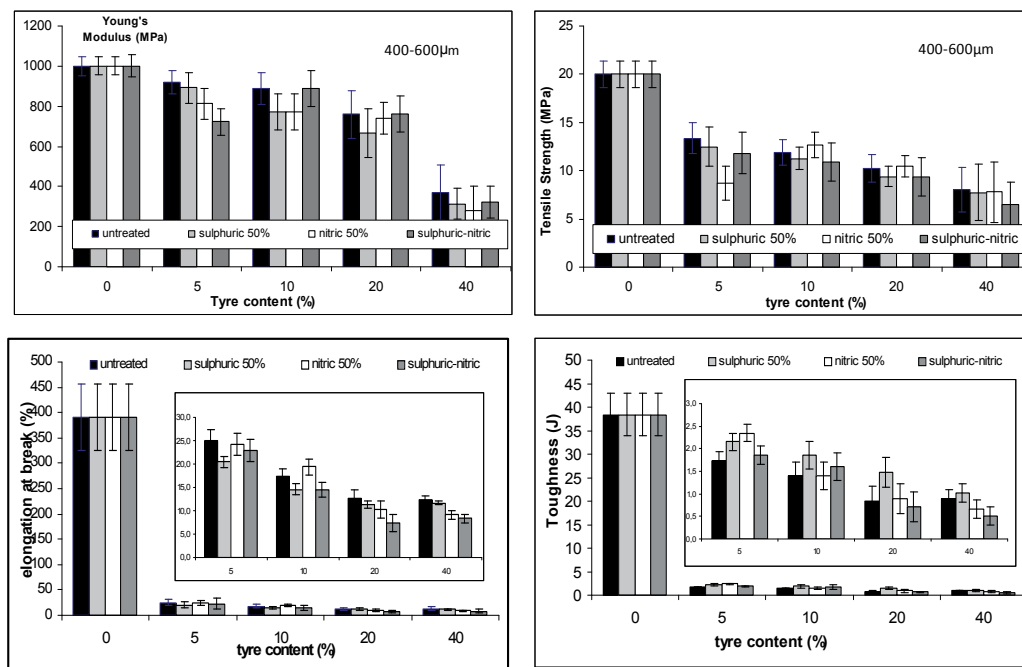 Young's
Modulus (MPa)
400-600µm
1200
1000
800
600
400
200
0
untreated sulphuric 50% nitric 50% sulphuric-nitric
0 5 10 20 40
Tyre content (%)
Tensile Strength (MPa)
400-600µm
25
20
15
10
5
0
untreated sulphuric 50% nitric 50% sulphuric-nitric
0 5 10 20 40
tyre content (%)
elongation at break (%)
untreated sulphuric 50% nitric 50% sulphuric-nitric
500
450
400
350
300
250
200
150
100
50
0
30,0
25,0
20,0
15,0
10,0
5,0
0,0
5 10 20 40
0 5 10 20 40
tyre content (%)
Toughness (J)
untreated sulphuric 50% nitric 50% sulphuric-nitric
50
45
40
35
30
25
20
15
10
5
0
3,0
2,5
2,0
1,5
1,0
0,5
0,0
5 10 20 40
0 5 10 20 40
tyre content (%)